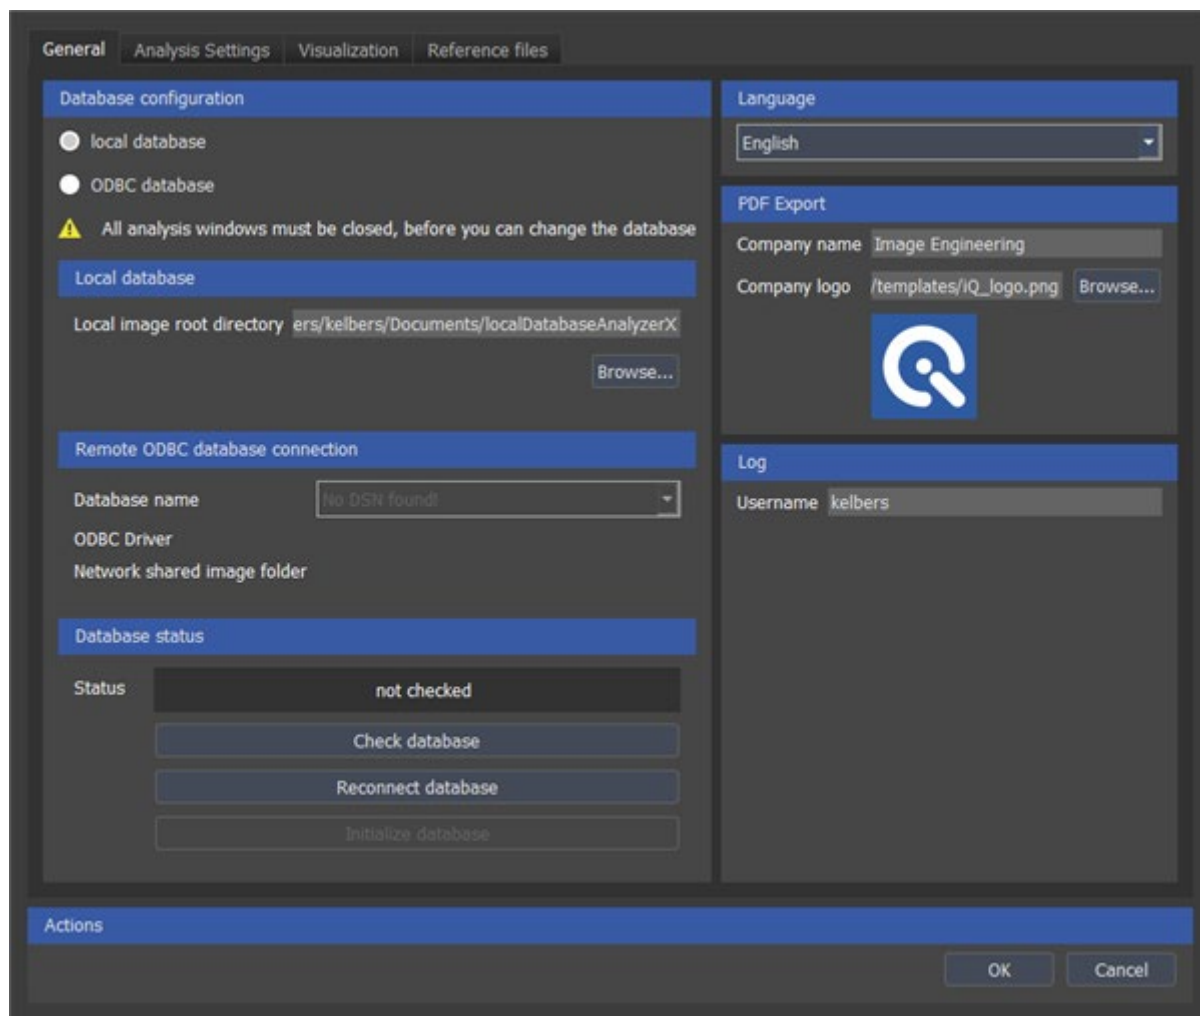 General
Analysis Settings
Visualization
Reference files
Database configuration
local database
ODBC database
All analysis windows must be closed, before you can change the database
Local database
Local image root directory ers/kelbers/Documents/localDatabaseAnalyzerX
Browse...
Remote ODBC database connection
Database name No DSN found!
ODBC Driver
Network shared image folder
Database status
Status not checked
Check database
Reconnect database
Initialize database
Language
English
PDF Export
Company name Image Engineering
Company logo /templates/iQ_logo.png Browse...
Log
Username kelbers
Actions
OK
Cancel